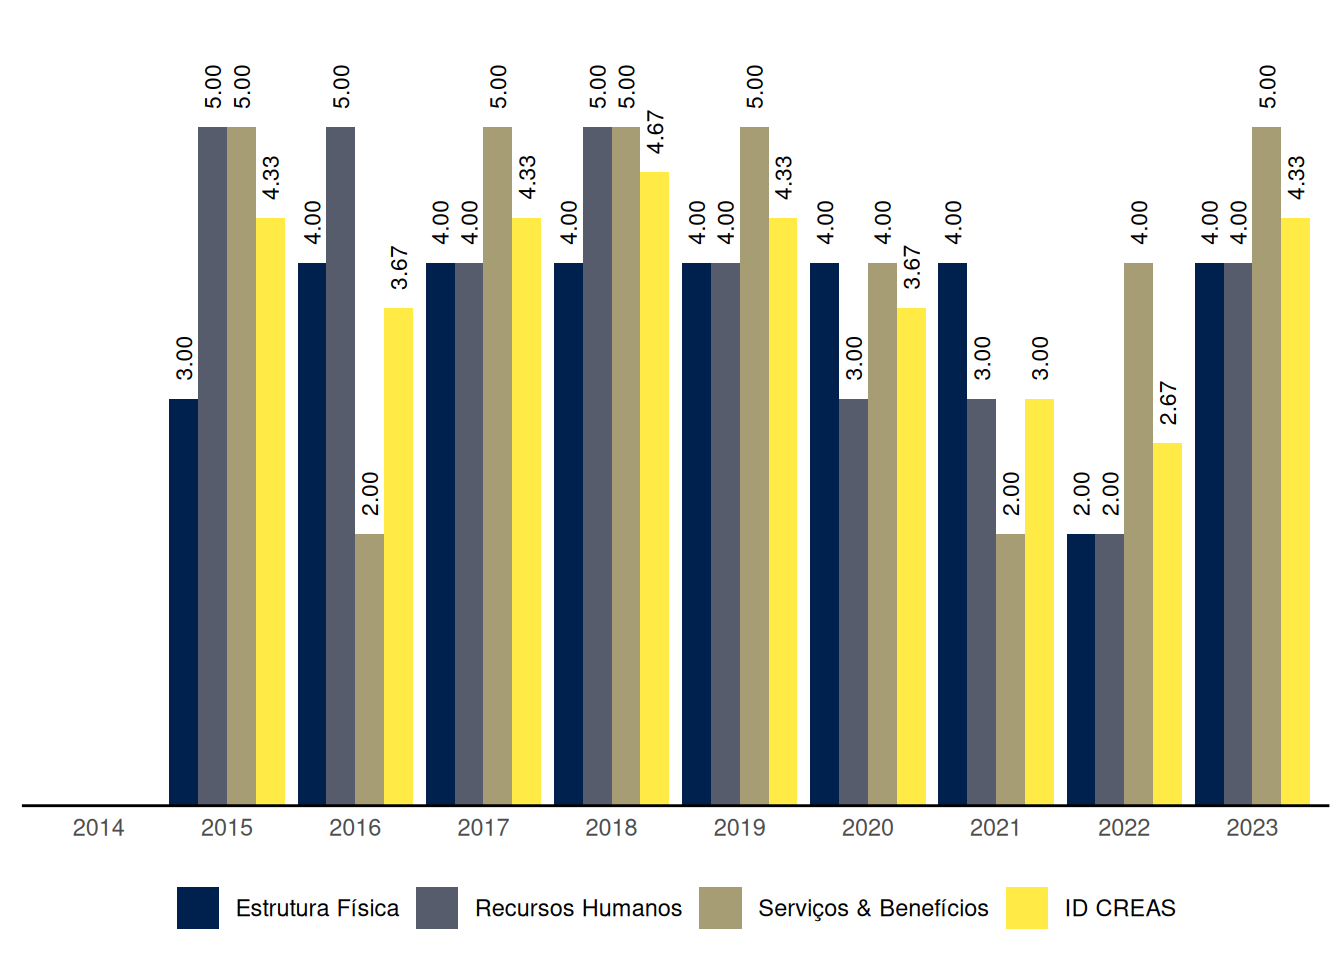 3.00 5.00 5.00 4.33
4.00 5.00 2.00 3.67
4.00 4.00 5.00 4.33
4.00 5.00 5.00 4.67
4.00 4.00 5.00 4.33
4.00 3.00 4.00 3.67
4.00 3.00 2.00 3.00
2.00 2.00 4.00 2.67
4.00 4.00 5.00 4.33
2014 2015 2016 2017 2018 2019 2020 2021 2022 2023
Estrutura Física Recursos Humanos Serviços & Benefícios ID CREAS